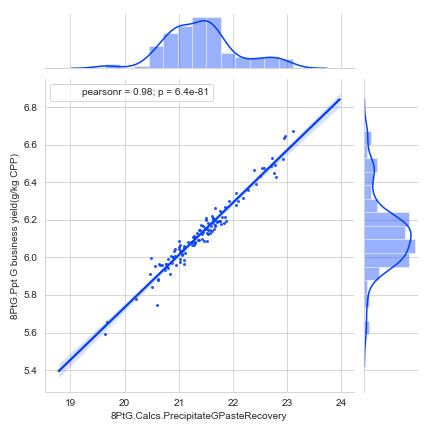 pearsonr = 0.98; p = 6.4e-81
8PtG.Ppt G business yield(g/kg CPP)
6.8
6.6
6.4
6.2
6.0
5.8
5.6
5.4
19 20 21 22 23 24
8PtG.Calcs.PrecipitateGPasteRecovery